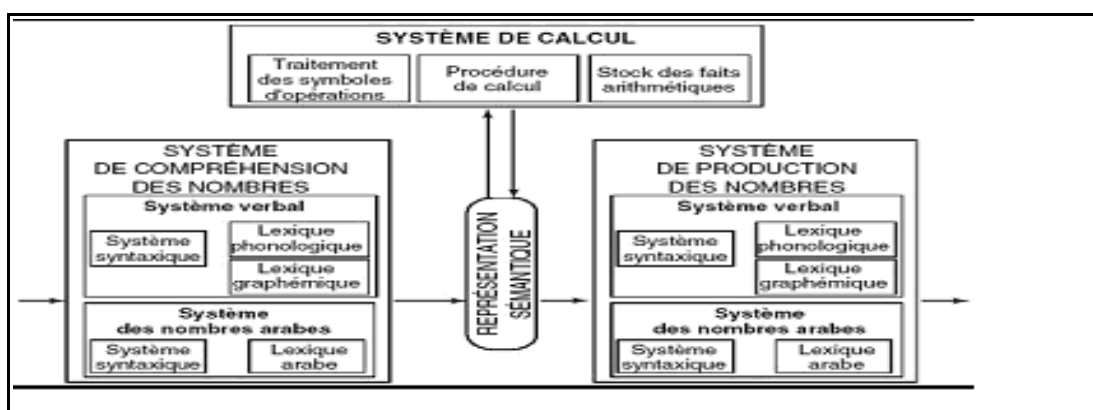 SYSTÈME DE CALCUL
Traitement
des symboles
d'opérations
Procédure
de calcul
Stock des faits
arithmétiques
SYSTÈME
DE COMPRÉHENSION
DES NOMBRES
Système verbal
Système
syntaxique
Lexique
phonologique
Lexique
graphémique
Système
des nombres arabes
Système
syntaxique
Lexique
arabe
REPRÉSENTATION
SÉMANTIQUE
SYSTÈME
DE PRODUCTION
DES NOMBRES
Système verbal
Système
syntaxique
Lexique
phonologique
Lexique
graphémique
Système
des nombres arabes
Système
syntaxique
Lexique
arabe